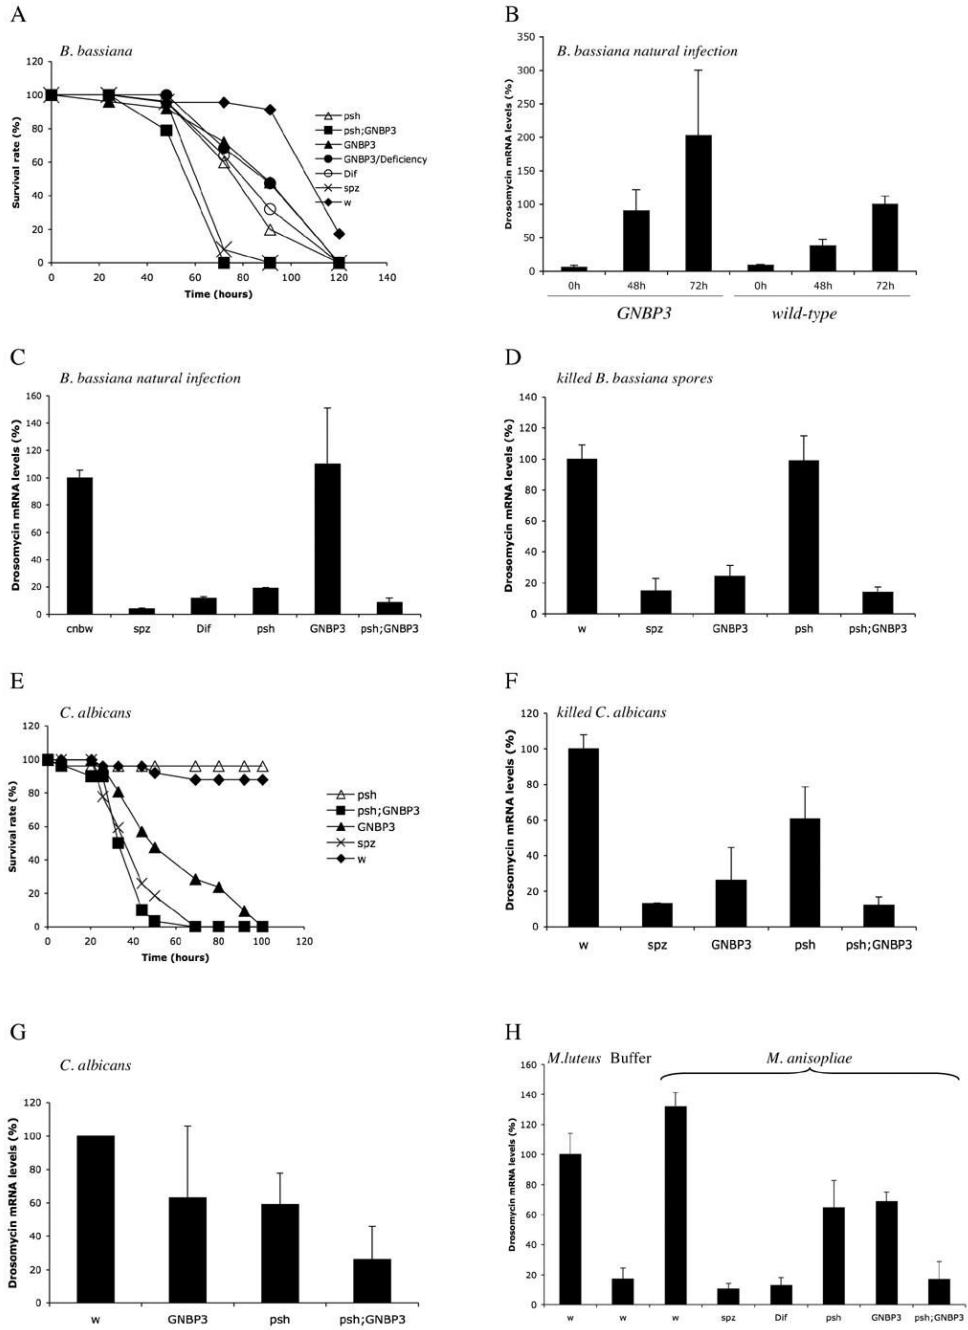 A
B. bassiana
120
100
80
60
40
20
0
Survival rate (%)
0 20 40 60 80 100 120 140
Time (hours)
psh
psh;GNBP3
GNBP3
GNBP3/Deficiency
Dif
spz
w
B
B. bassiana natural infection
350
300
250
200
150
100
50
0
Drosomycin mRNA levels (%)
0h 48h 72h 0h 48h 72h
GNBP3 wild-type
C
B. bassiana natural infection
160
140
120
100
80
60
40
20
0
Drosomycin mRNA levels (%)
cnbw spz Dif psh GNBP3 psh;GNBP3
D
killed B. bassiana spores
140
120
100
80
60
40
20
0
Drosomycin mRNA levels (%)
w spz GNBP3 psh psh;GNBP3
E
C. albicans
120
100
80
60
40
20
0
Survival rate (%)
0 20 40 60 80 100 120
Time (hours)
psh
psh;GNBP3
GNBP3
spz
w
F
killed C. albicans
120
100
80
60
40
20
0
Drosomycin mRNA levels (%)
w spz GNBP3 psh psh;GNBP3
G
C. albicans
120
100
80
60
40
20
0
Drosomycin mRNA levels (%)
w GNBP3 psh psh;GNBP3
H
M.luteus Buffer M. anisopliae
160
140
120
100
80
60
40
20
0
Drosomycin mRNA levels (%)
w w w spz Dif psh GNBP3 psh;GNBP3